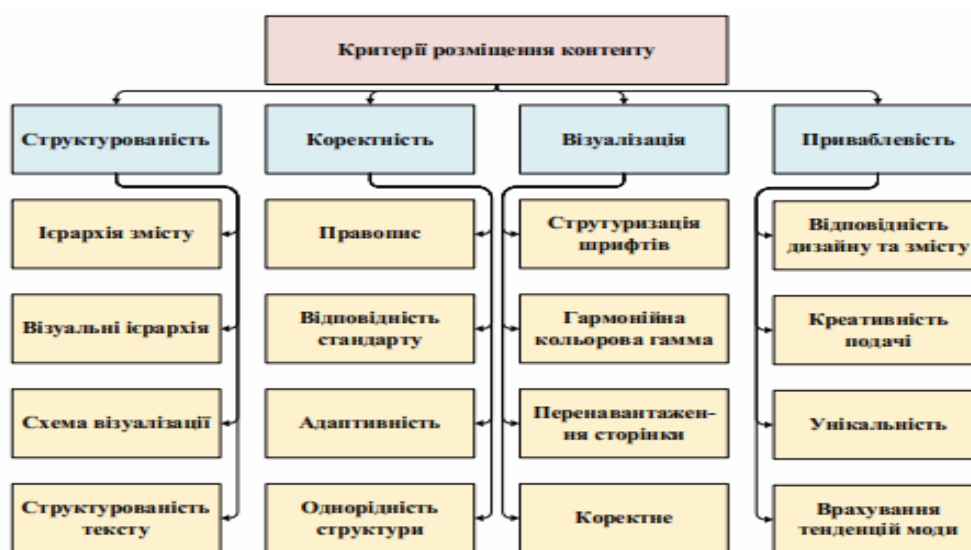 Критерії розміщення контенту
Структурованість
Коректність
Візуалізація
Приваблевість
Ієрархія змісту
Візуальні ієрархія
Схема візуалізації
Структурованість
тексту
Правопис
Відповідність
стандарту
Адаптивність
Однорідність
структури
Струтуризація
шрифтів
Гармонійна
кольорова гамма
Перенавантажен-
ня сторінки
Коректне
Відповідність
дизайну та змісту
Креативність
подачі
Унікальність
Врахування
тенденцій моди